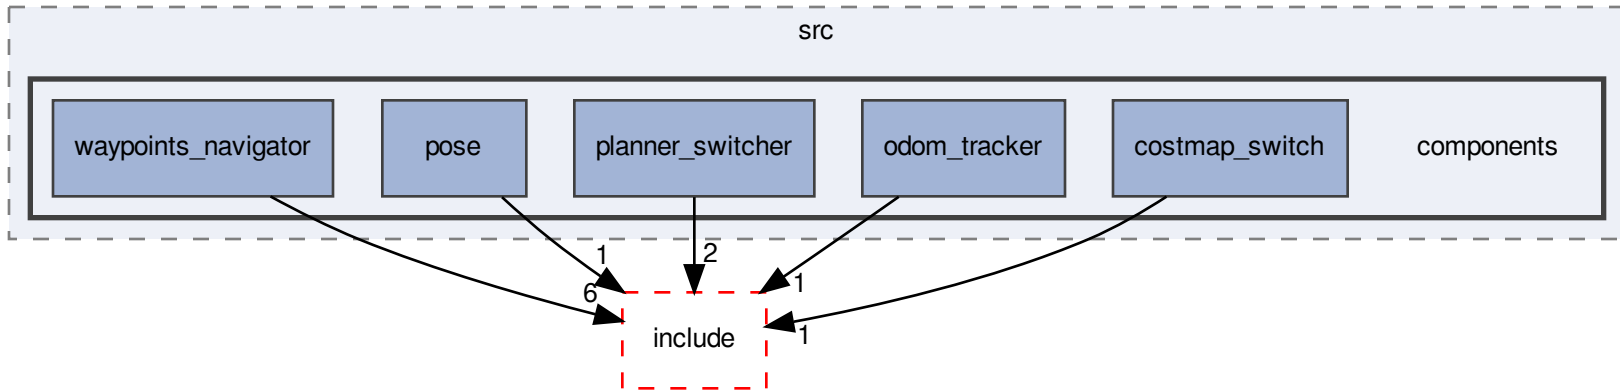 src
waypoints_navigator
pose
planner_switcher
odom_tracker
costmap_switch
components
1
2
1
6
1
include